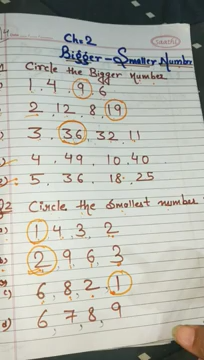 Ch:2
Bigger - Smaller Number
Circle the Bigger Number
1. 4. 9 6
2. 12. 8. 19
3. 36. 32. 11
4. 49. 10. 40
5. 36. 18. 25
Q2 Circle the Smallest number
a) 1 4, 3, 2
b) 2, 9, 6, 3
c) 6, 8, 2, 1
d) 6, 7, 8, 9